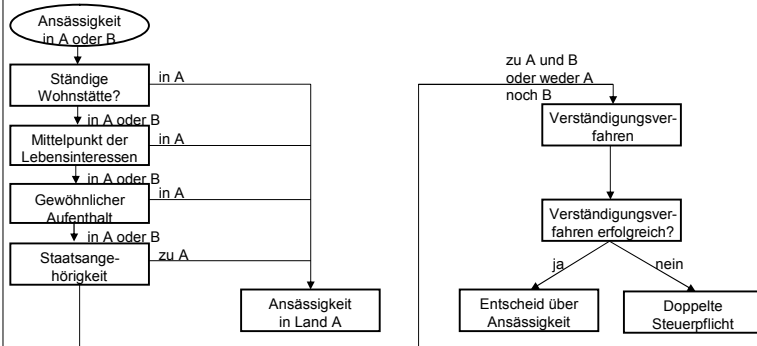 Ansässigkeit
in A oder B
Ständige
Wohnstätte?
in A
in A oder B
Mittelpunkt der
Lebensinteressen
in A
in A oder B
Gewöhnlicher
Aufenthalt
in A
in A oder B
Staatsange-
hörigkeit
zu A
Ansässigkeit
in Land A
zu A und B
oder weder A
noch B
Verständigungsver-
fahren
Verständigungsver-
fahren erfolgreich?
ja
nein
Entscheid über
Ansässigkeit
Doppelte
Steuerpflicht